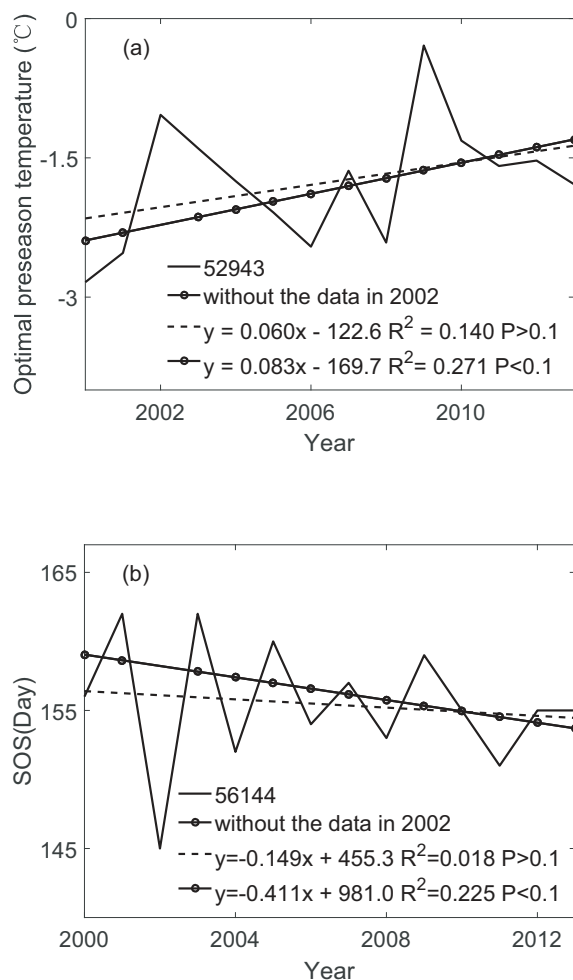 0
(a)
Optimal preseason temperature (℃)
-1.5
52943
-3
without the data in 2002
y = 0.060x - 122.6 R² = 0.140 P>0.1
y = 0.083x - 169.7 R² = 0.271 P<0.1
2002 2006 2010
Year
165
(b)
SOS(Day)
155
56144
without the data in 2002
145
y=-0.149x + 455.3 R²=0.018 P>0.1
y=-0.411x + 981.0 R²=0.225 P<0.1
2000 2004 2008 2012
Year